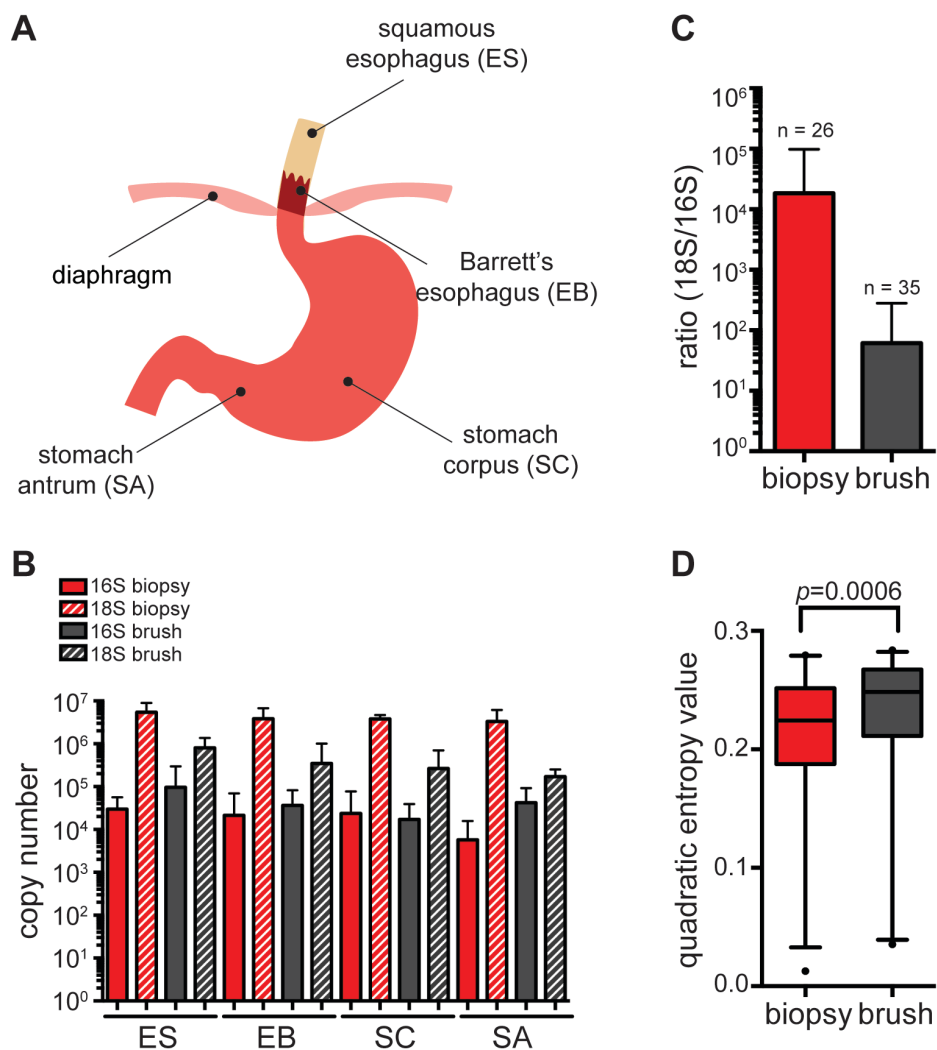 A
squamous
esophagus (ES)
diaphragm
Barrett's
esophagus (EB)
stomach
antrum (SA)
stomach
corpus (SC)
B
16S biopsy
18S biopsy
16S brush
18S brush
copy number
10⁷
10⁶
10⁵
10⁴
10³
10²
10¹
10⁰
ES EB SC SA
C
ratio (18S/16S)
10⁶
10⁵
10⁴
10³
10²
10¹
10⁰
n = 26
n = 35
biopsy brush
D
p=0.0006
quadratic entropy value
0.3
0.2
0.1
0.0
biopsy brush